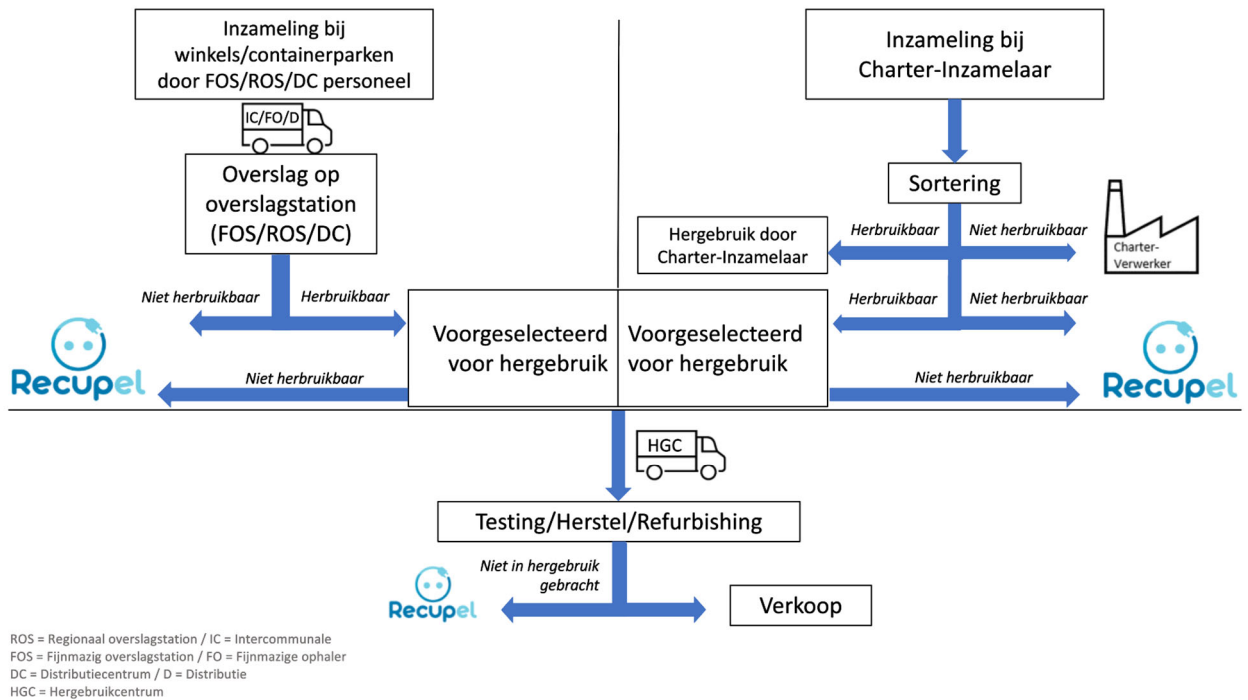 Inzameling bij
winkels/containerparken
door FOS/ROS/DC personeel
IC/FO/D
Overslag op
overslagstation
(FOS/ROS/DC)
Niet herbruikbaar
Herbruikbaar
Recupel
Niet herbruikbaar
Voorgeselecteerd
voor hergebruik
Inzameling bij
Charter-Inzamelaar
Sortering
Herbruikbaar
Niet herbruikbaar
Hergebruik door
Charter-Inzamelaar
Charter-
Verwerker
Herbruikbaar
Niet herbruikbaar
Voorgeselecteerd
voor hergebruik
Niet herbruikbaar
Recupel
HGC
Testing/Herstel/Refurbishing
Niet in hergebruik
gebracht
Recupel
Verkoop
ROS = Regionaal overslagstation / IC = Intercommunale
FOS = Fijnmazig overslagstation / FO = Fijnmazige ophaler
DC = Distributiecentrum / D = Distributie
HGC = Hergebruikcentrum